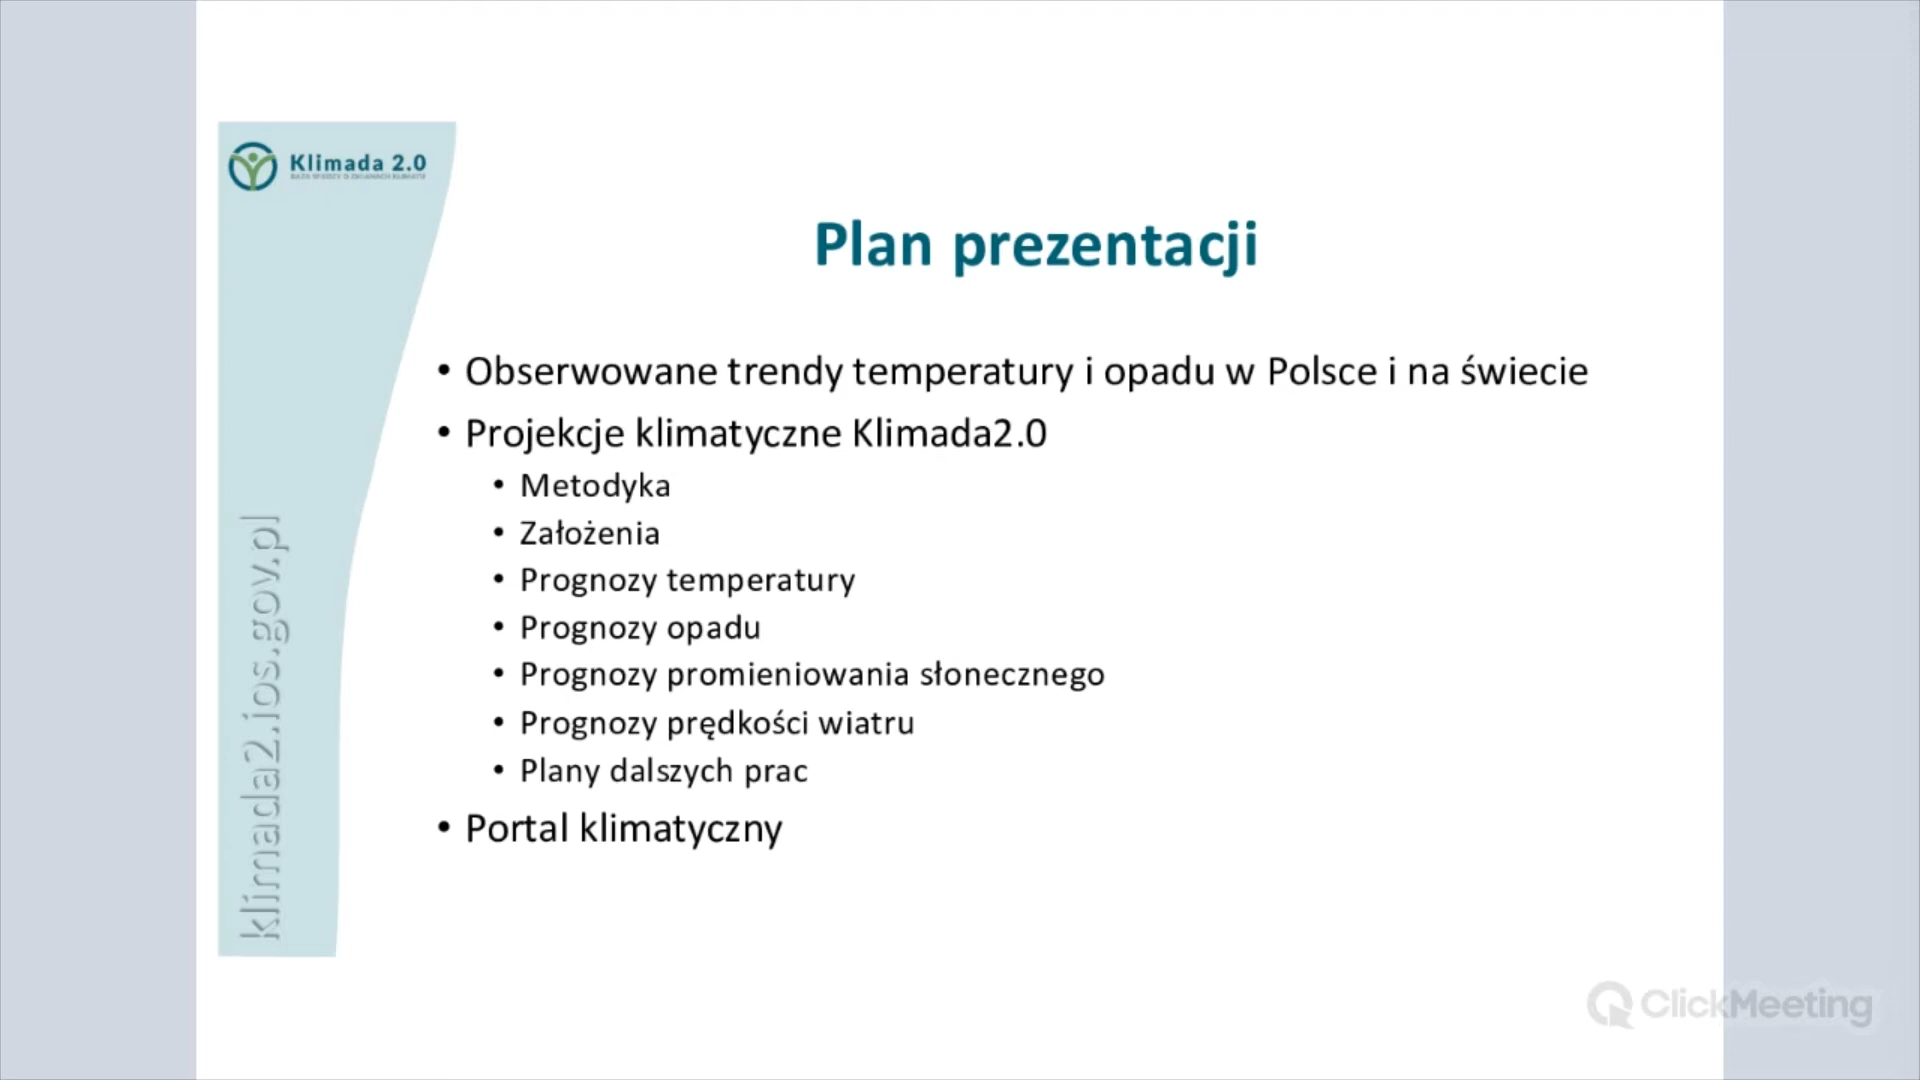 Klimada 2.0
BAZA WIEDZY O ZMIANACH KLIMATU
Plan prezentacji
• Obserwowane trendy temperatury i opadu w Polsce i na świecie
• Projekcje klimatyczne Klimada2.0
• Metodyka
• Założenia
• Prognozy temperatury
• Prognozy opadu
• Prognozy promieniowania słonecznego
• Prognozy prędkości wiatru
• Plany dalszych prac
• Portal klimatyczny
klimada2.ios.gov.pl
ClickMeeting